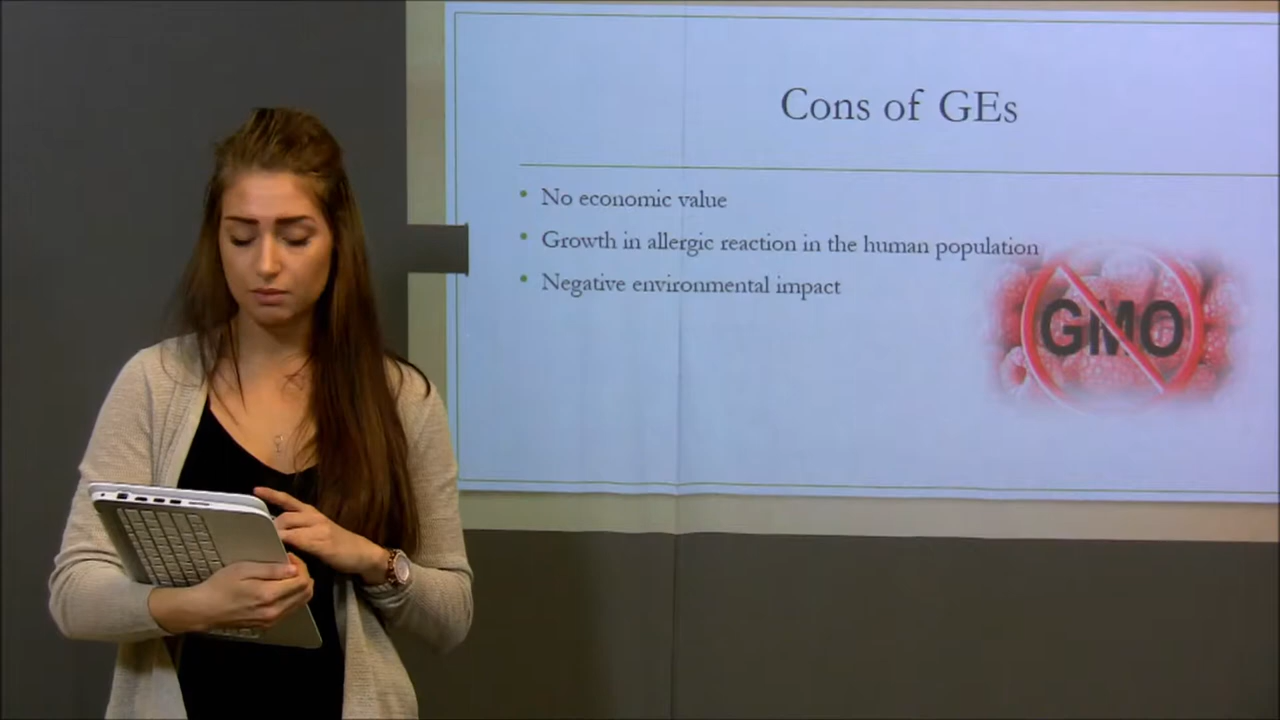 Cons of GEs
No economic value
Growth in allergic reaction in the human population
Negative environmental impact
GMO